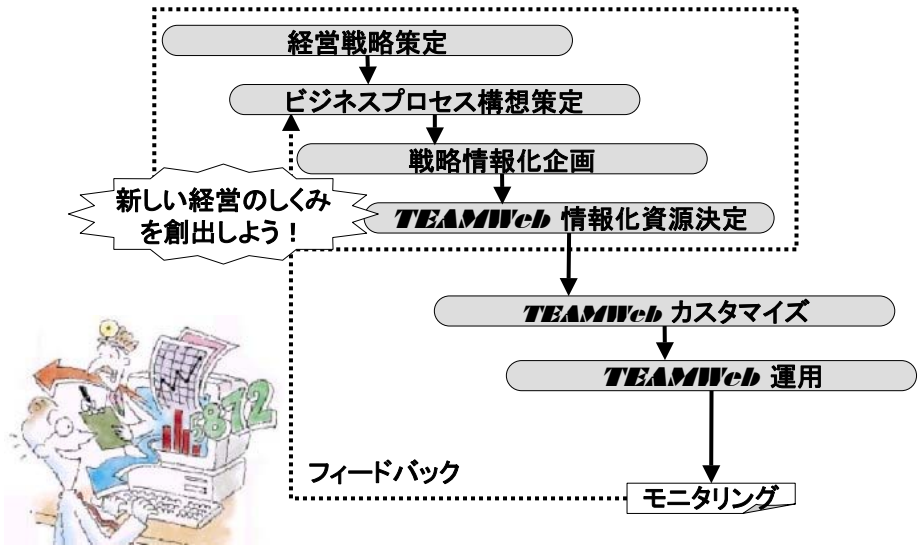 経営戦略策定
ビジネスプロセス構想策定
戦略情報化企画
新しい経営のしくみ
を創出しよう！
TEAMWeb 情報化資源決定
TEAMWeb カスタマイズ
TEAMWeb 運用
5872
フィードバック
モニタリング